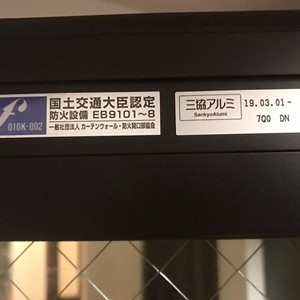 f
010K-002
国土交通大臣認定
防火設備 EB9101～8
一般社団法人 カーテンウォール・防火開口部協会
三協アルミ
SankyoAlumi
19.03.01-
7Q0 DN